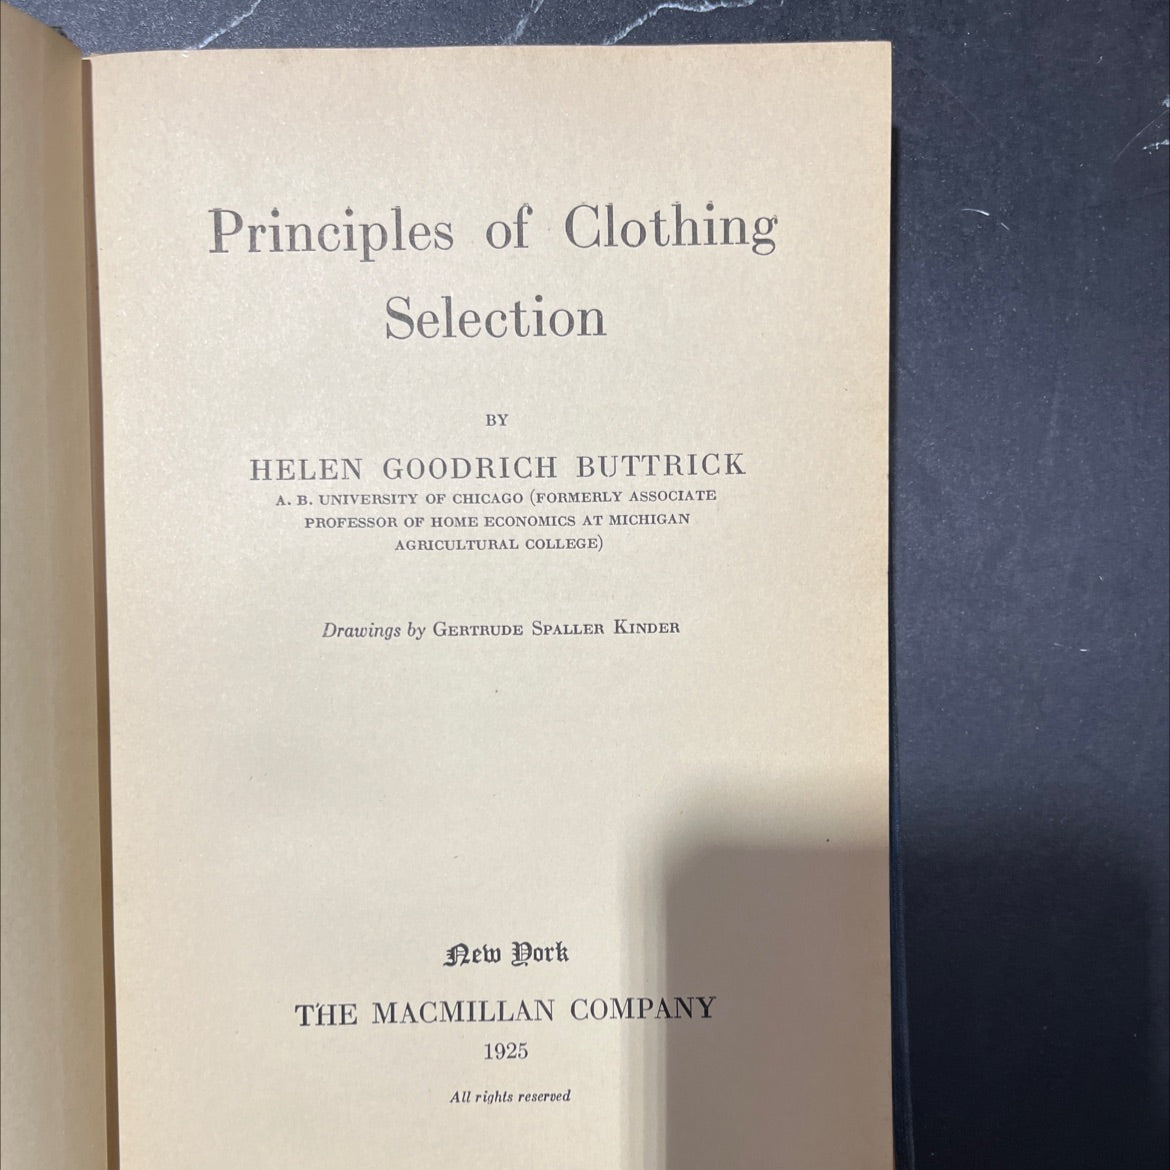 Principles of Clothing
Selection
BY
HELEN GOODRICH BUTTRICK
A. B. UNIVERSITY OF CHICAGO (FORMERLY ASSOCIATE
PROFESSOR OF HOME ECONOMICS AT MICHIGAN
AGRICULTURAL COLLEGE)
Drawings by GERTRUDE SPALLER KINDER
New York
THE MACMILLAN COMPANY
1925
All rights reserved